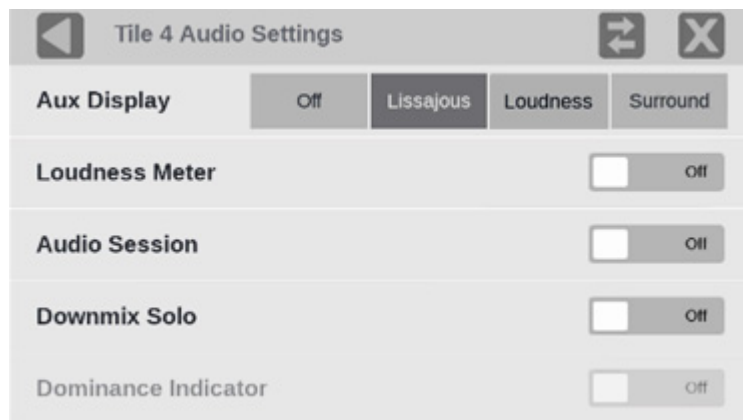 Tile 4 Audio Settings
Aux Display Off Lissajous Loudness Surround
Loudness Meter Off
Audio Session Off
Downmix Solo Off
Dominance Indicator Off